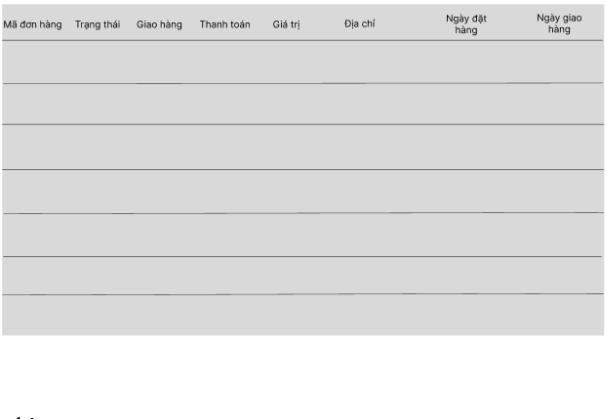 Mã đơn hàng Trạng thái Giao hàng Thanh toán Giá trị Địa chỉ Ngày đặt hàng Ngày giao hàng